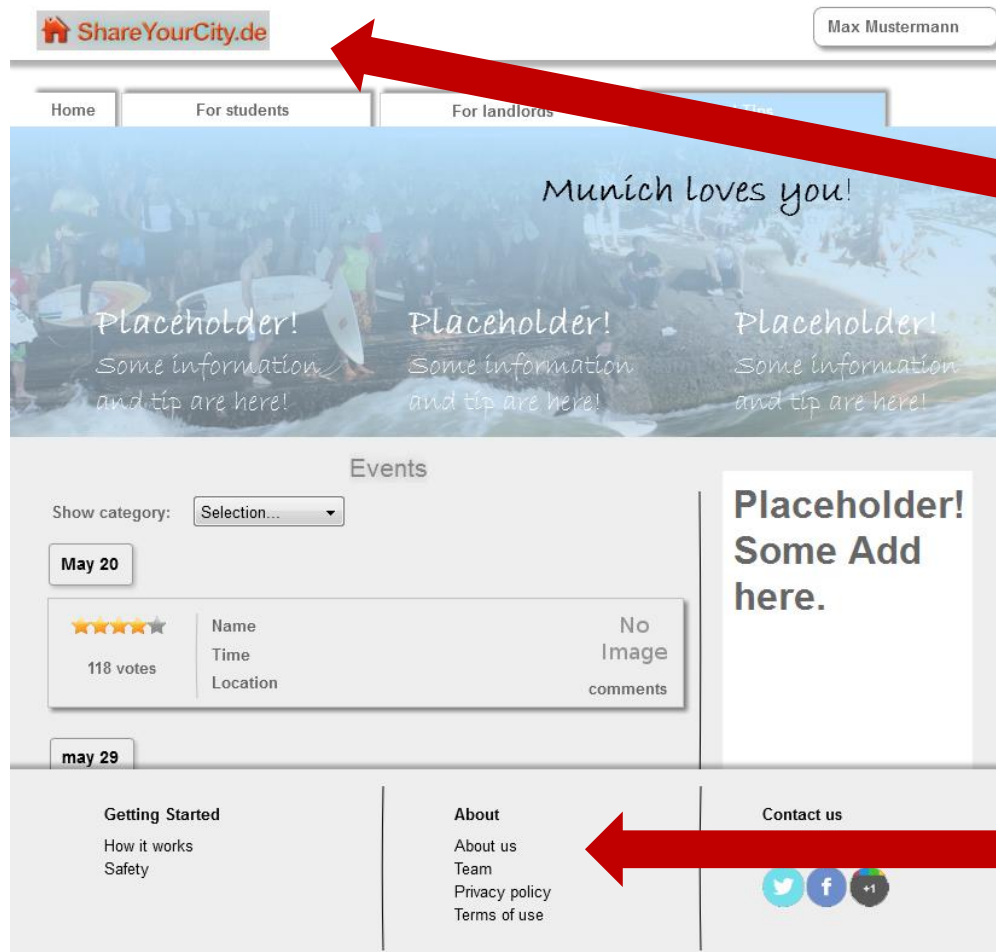 ShareYourCity.de
Max Mustermann
Home
For students
For landlords
Tips
Munich loves you!
Placeholder!
Some information
and tip are here!
Placeholder!
Some information
and tip are here!
Placeholder!
Some information
and tip are here!
Events
Show category:
Selection...
May 20
118 votes
Name
Time
Location
No
Image
comments
may 29
Placeholder!
Some Add
here.
Getting Started
How it works
Safety
About
About us
Team
Privacy policy
Terms of use
Contact us
f
+1